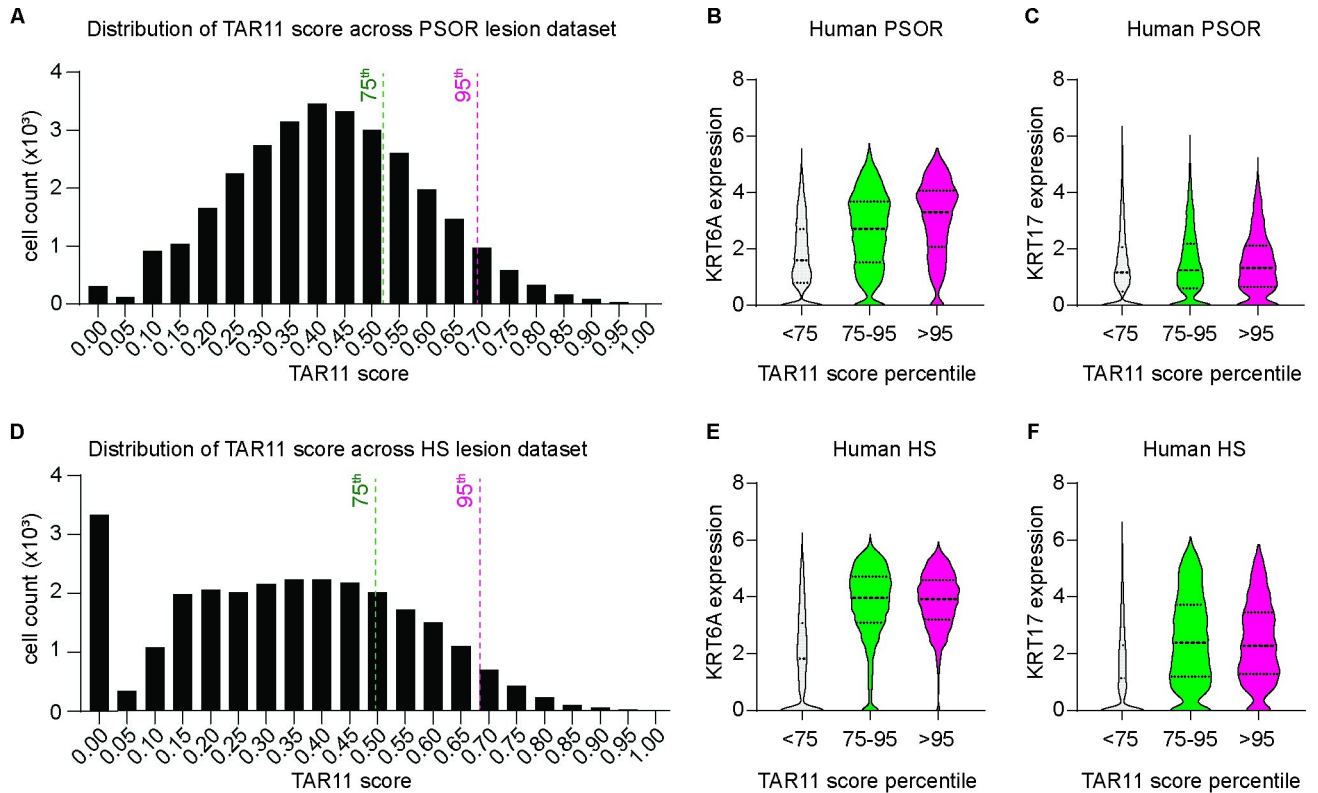 A
Distribution of TAR11 score across PSOR lesion dataset
cell count (x10³)
4
3
2
1
0
75th
95th
0.00 0.05 0.10 0.15 0.20 0.25 0.30 0.35 0.40 0.45 0.50 0.55 0.60 0.65 0.70 0.75 0.80 0.85 0.90 0.95 1.00
TAR11 score
B
Human PSOR
KRT6A expression
8
6
4
2
0
<75 75-95 >95
TAR11 score percentile
C
Human PSOR
KRT17 expression
8
6
4
2
0
<75 75-95 >95
TAR11 score percentile
D
Distribution of TAR11 score across HS lesion dataset
cell count (x10³)
4
3
2
1
0
75th
95th
0.00 0.05 0.10 0.15 0.20 0.25 0.30 0.35 0.40 0.45 0.50 0.55 0.60 0.65 0.70 0.75 0.80 0.85 0.90 0.95 1.00
TAR11 score
E
Human HS
KRT6A expression
8
6
4
2
0
<75 75-95 >95
TAR11 score percentile
F
Human HS
KRT17 expression
8
6
4
2
0
<75 75-95 >95
TAR11 score percentile